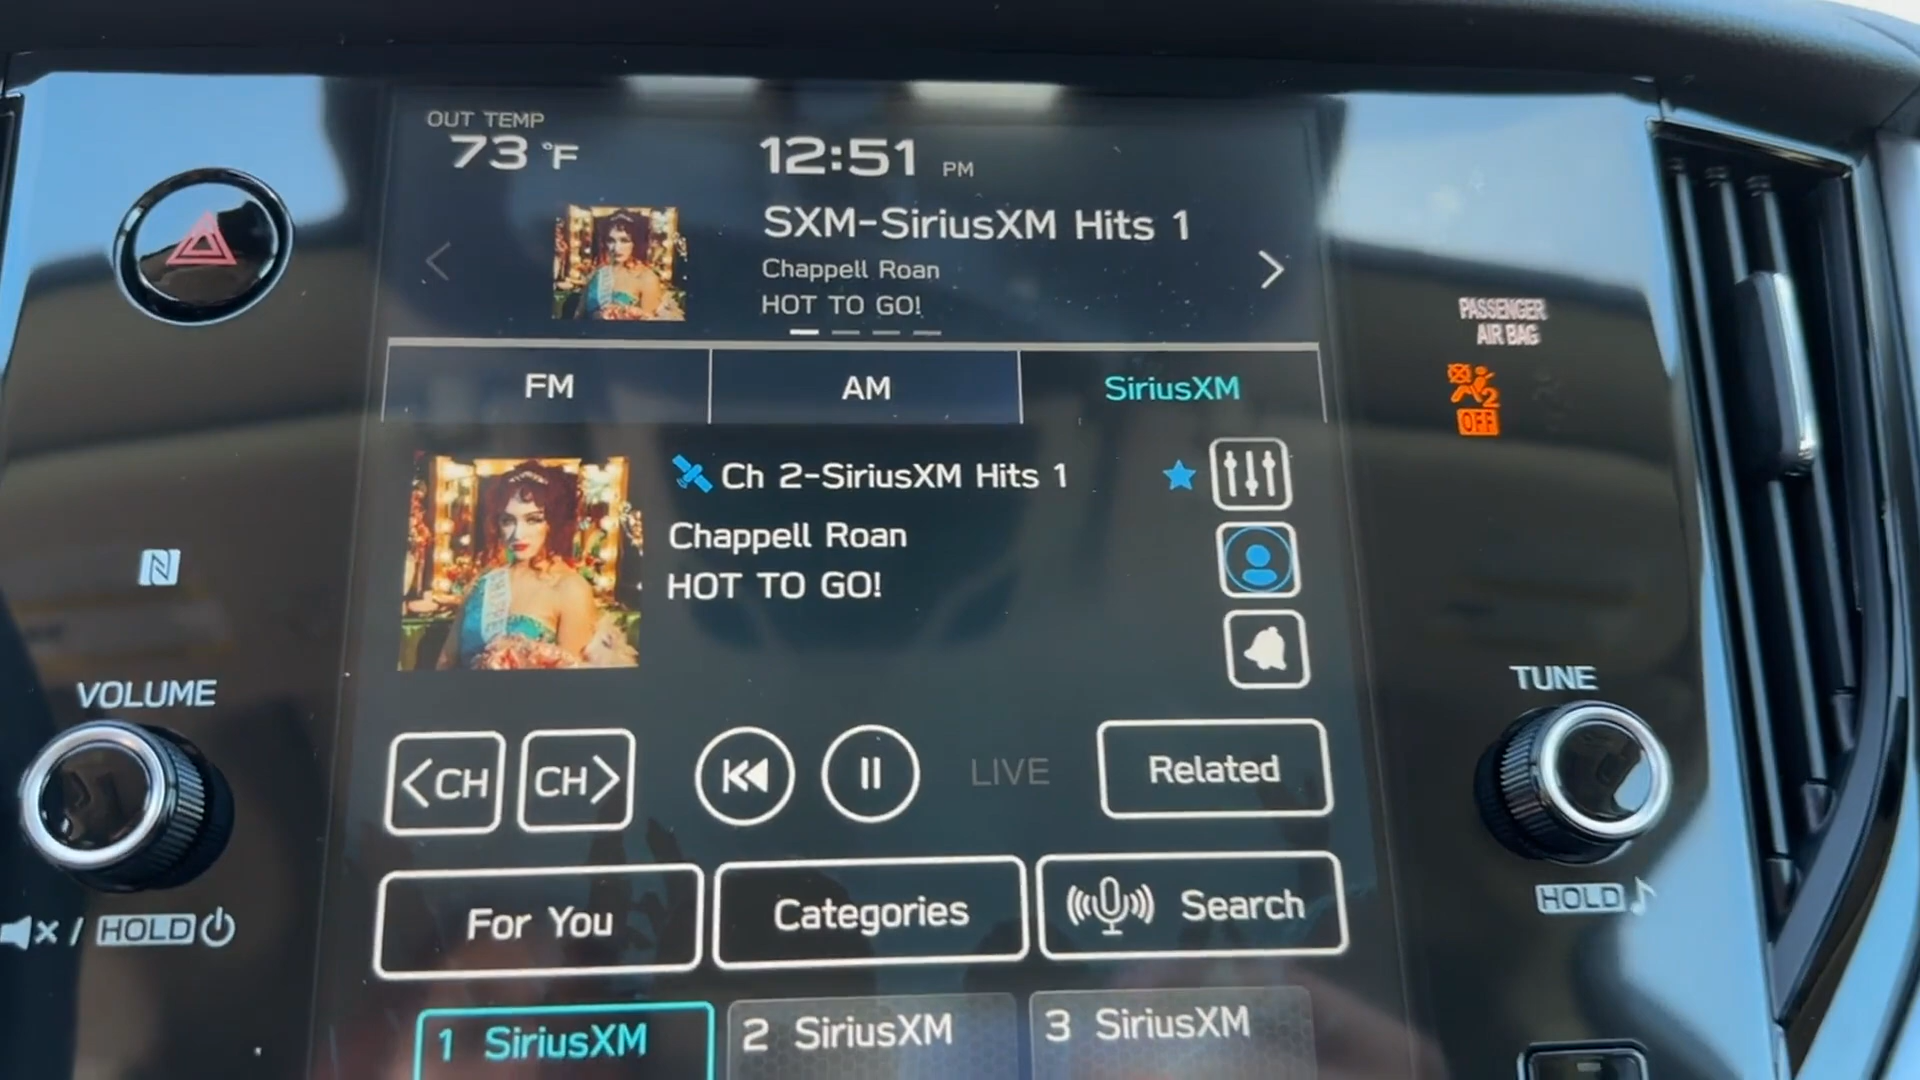 OUT TEMP
73 °F
12:51 PM
SXM-SiriusXM Hits 1
Chappell Roan
HOT TO GO!
PASSENGER
AIR BAG
2
OFF
FM
AM
SiriusXM
Ch 2-SiriusXM Hits 1
Chappell Roan
HOT TO GO!
VOLUME
TUNE
<CH
CH>
LIVE
Related
HOLD
HOLD
For You
Categories
Search
1 SiriusXM
2 SiriusXM
3 SiriusXM